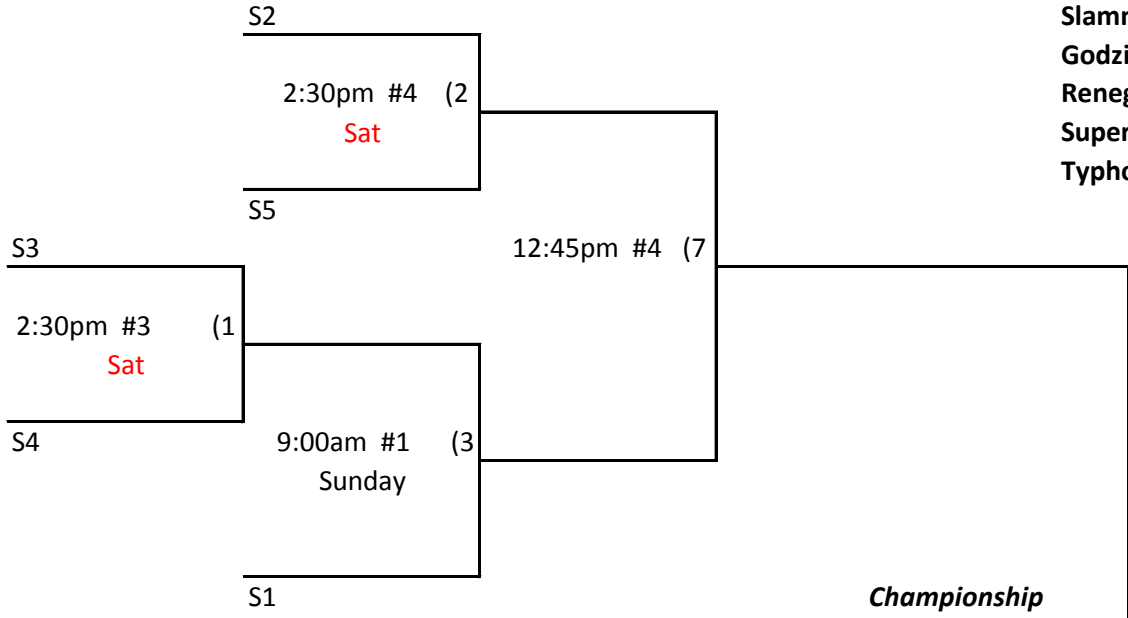 S2
2:30pm #4 (2
Sat
S5
S3
2:30pm #3 (1
Sat
S4
12:45pm #4 (7
9:00am #1 (3
Sunday
S1
Championship